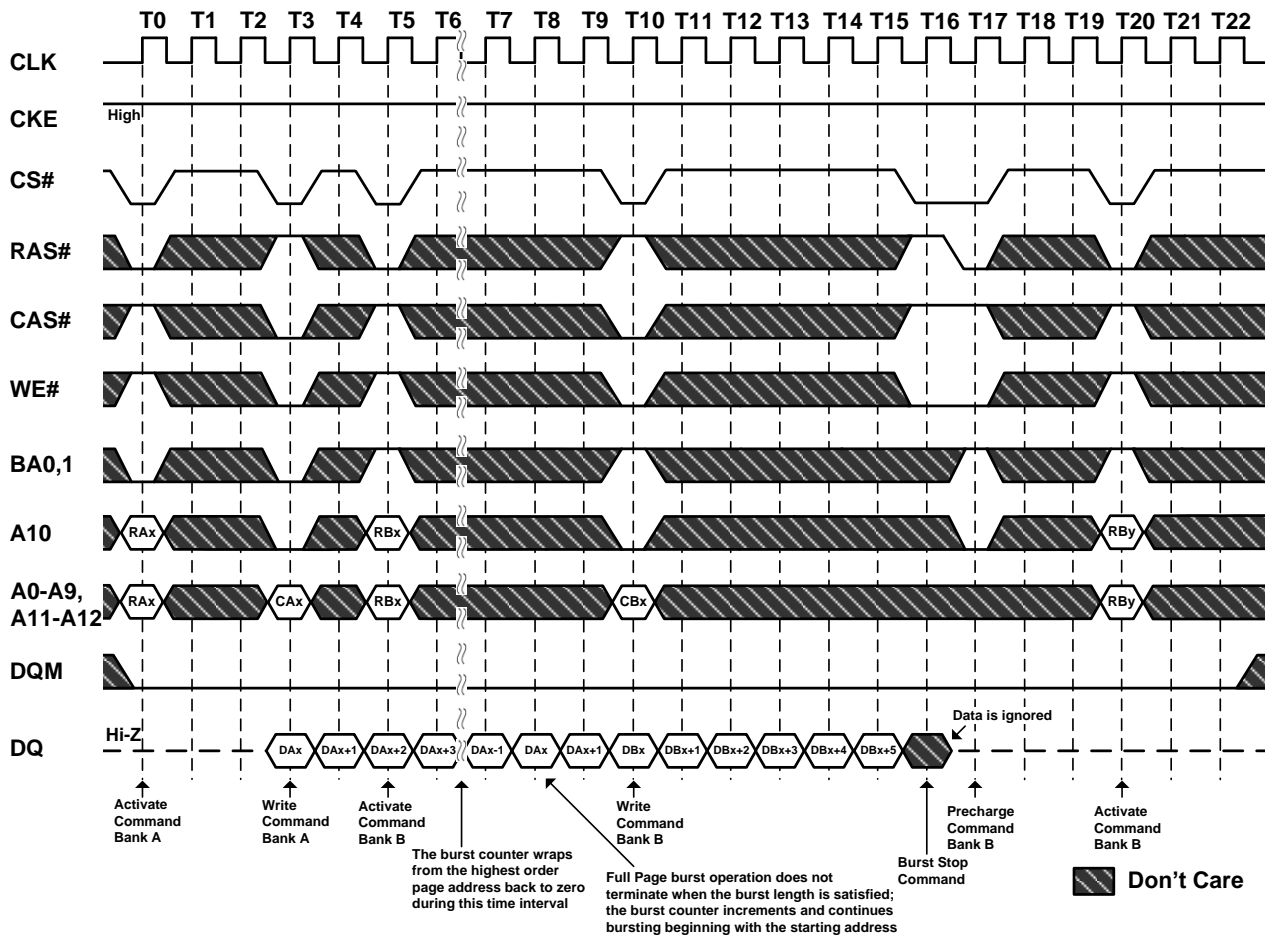 T0 T1 T2 T3 T4 T5 T6 T7 T8 T9 T10 T11 T12 T13 T14 T15 T16 T17 T18 T19 T20 T21 T22
CLK
CKE High
CS#
RAS#
CAS#
WE#
BA0,1
A10 RAx RBx RBy
A0-A9,
A11-A12 RAx CAx RBx CBx RBy
DQM
DQ Hi-Z DAx DAx+1 DAx+2 DAx+3 DAx-1 DAx DAx+1 DBx DBx+1 DBx+2 DBx+3 DBx+4 DBx+5
Data is ignored
Activate
Command
Bank A
Write
Command
Bank A
Activate
Command
Bank B
The burst counter wraps
from the highest order
page address back to zero
during this time interval
Full Page burst operation does not
terminate when the burst length is satisfied;
the burst counter increments and continues
bursting beginning with the starting address
Write
Command
Bank B
Burst Stop
Command
Precharge
Command
Bank B
Activate
Command
Bank B
Don't Care